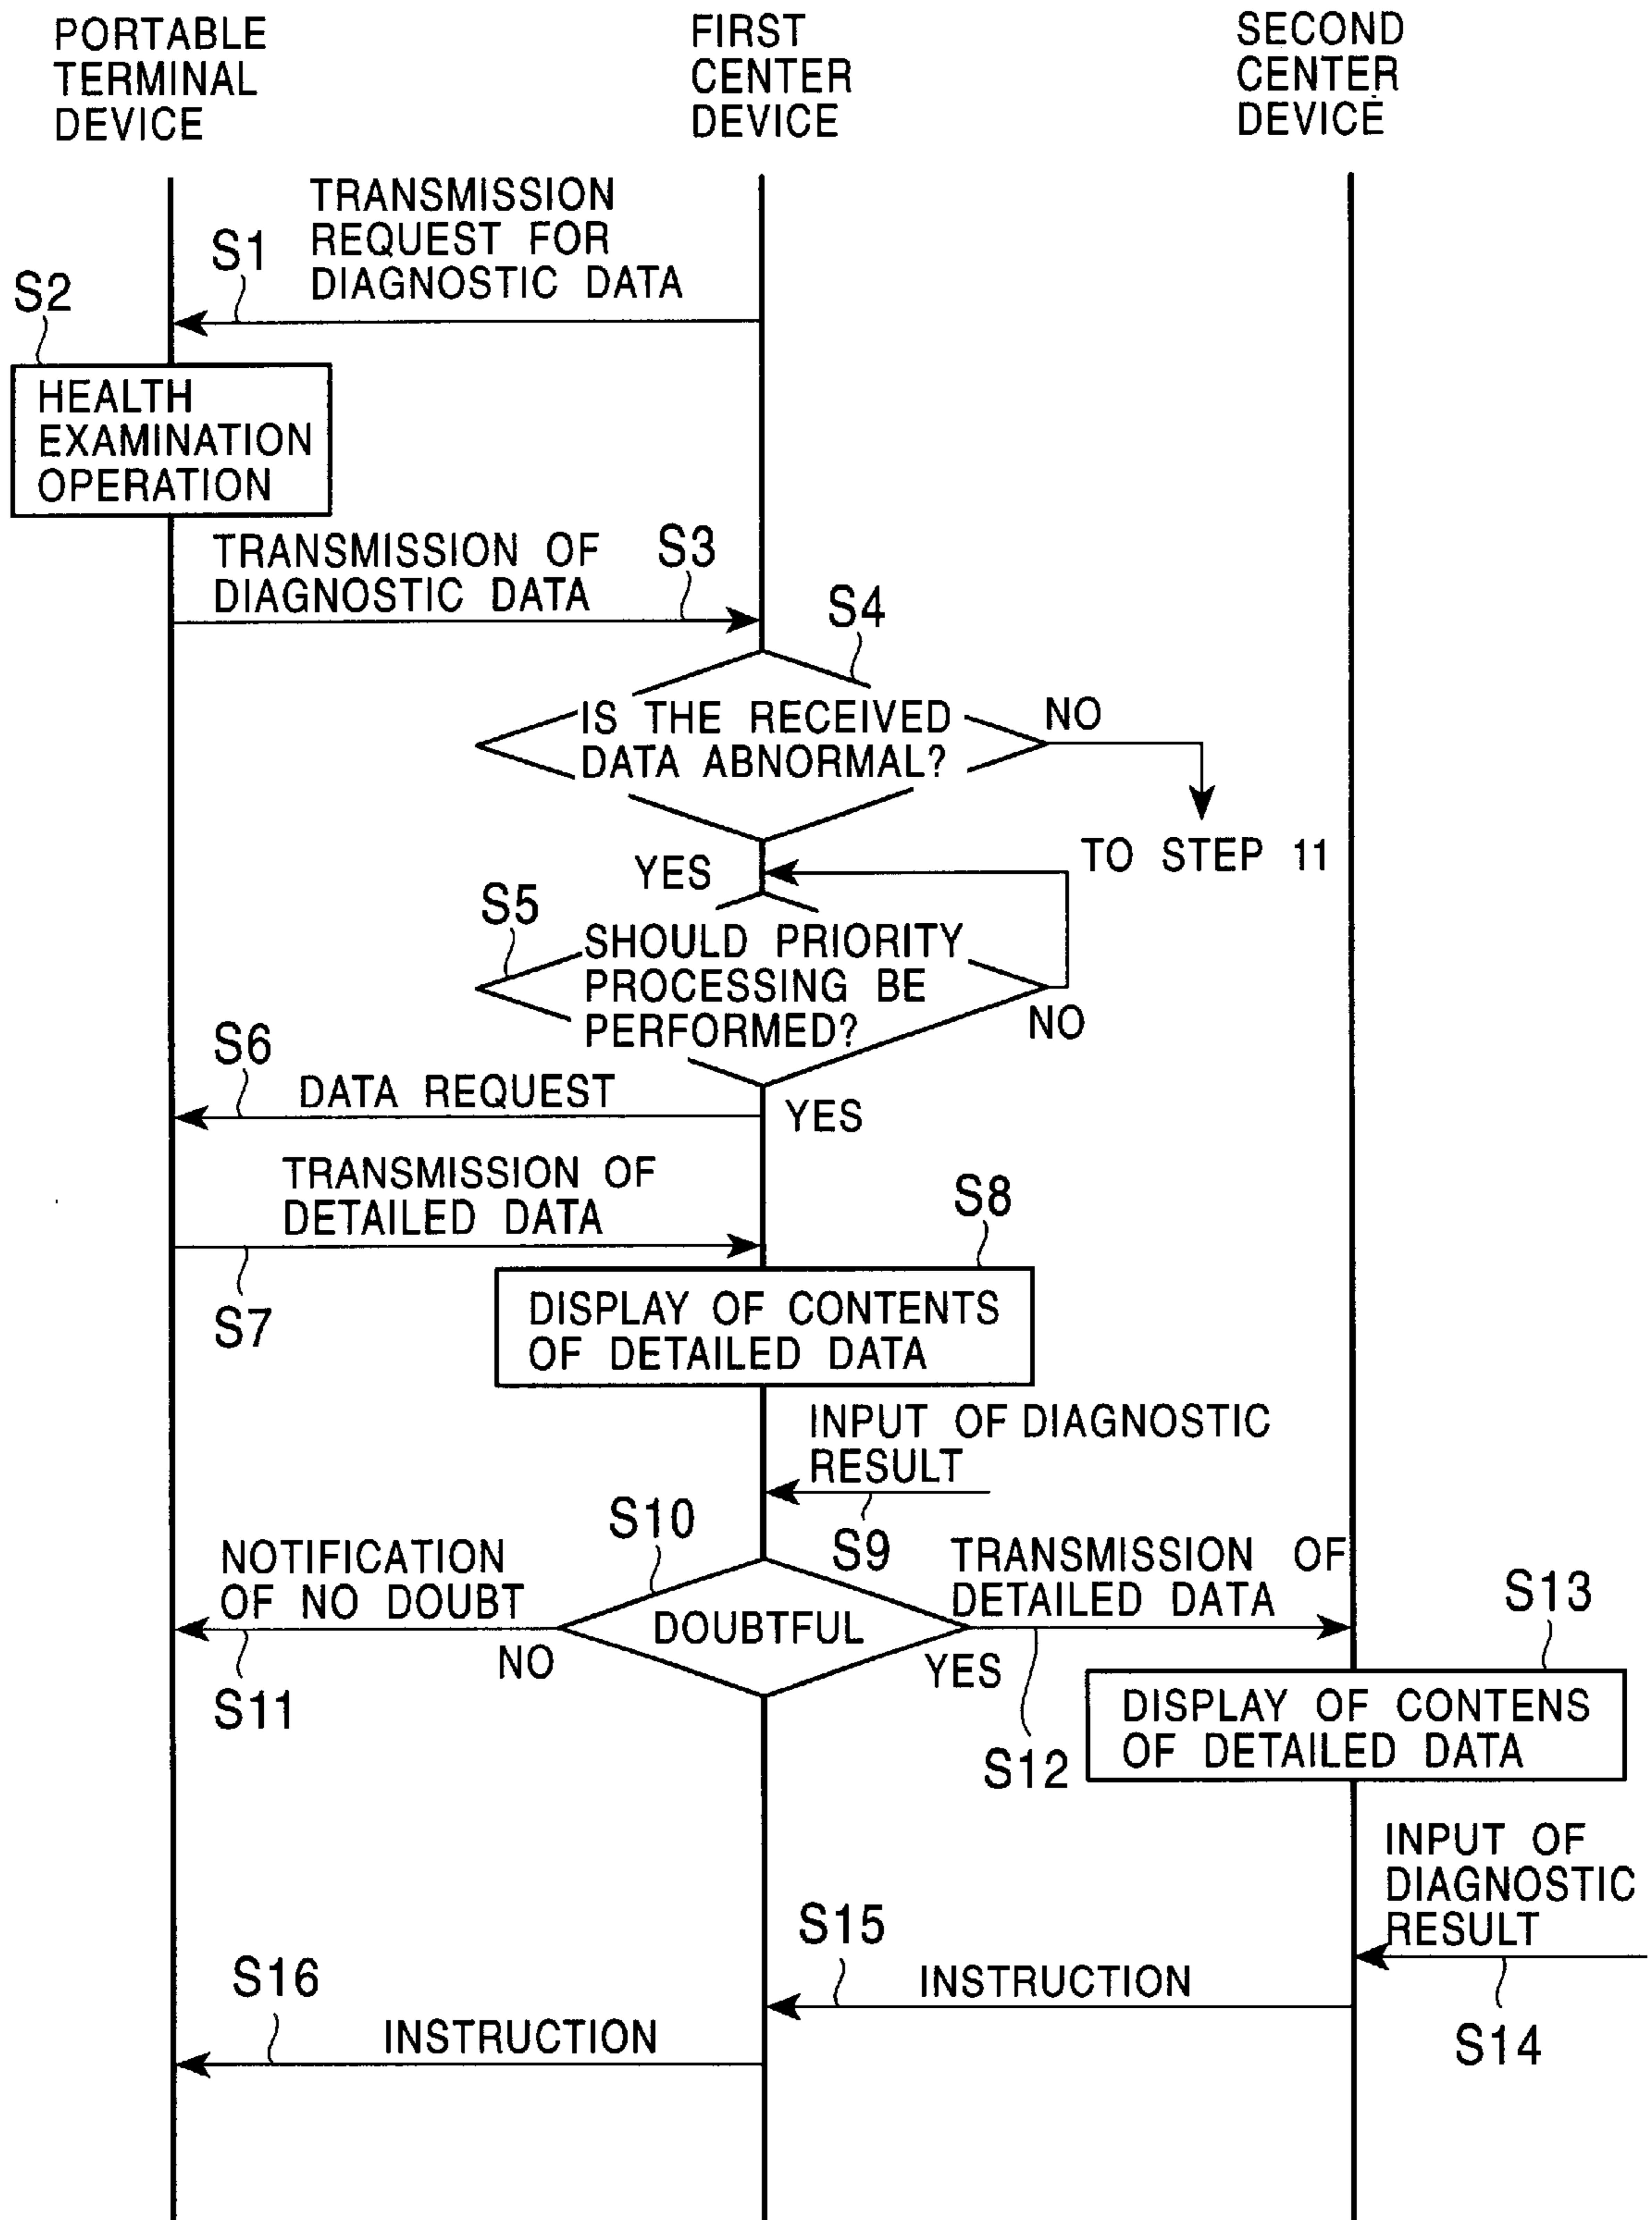 PORTABLE
TERMINAL
DEVICE
FIRST
CENTER
DEVICE
SECOND
CENTER
DEVICE
TRANSMISSION
REQUEST FOR
DIAGNOSTIC DATA
S1
S2
HEALTH
EXAMINATION
OPERATION
TRANSMISSION OF
DIAGNOSTIC DATA
S3
S4
IS THE RECEIVED
DATA ABNORMAL?
NO
TO STEP 11
YES
S5
SHOULD PRIORITY
PROCESSING BE
PERFORMED?
NO
S6
DATA REQUEST
YES
TRANSMISSION OF
DETAILED DATA
S7
S8
DISPLAY OF CONTENTS
OF DETAILED DATA
INPUT OF DIAGNOSTIC
RESULT
S9
S10
NOTIFICATION
OF NO DOUBT
DOUBTFUL
NO
YES
S11
TRANSMISSION OF
DETAILED DATA
S12
S13
DISPLAY OF CONTENS
OF DETAILED DATA
INPUT OF
DIAGNOSTIC
RESULT
S14
S15
INSTRUCTION
S16
INSTRUCTION